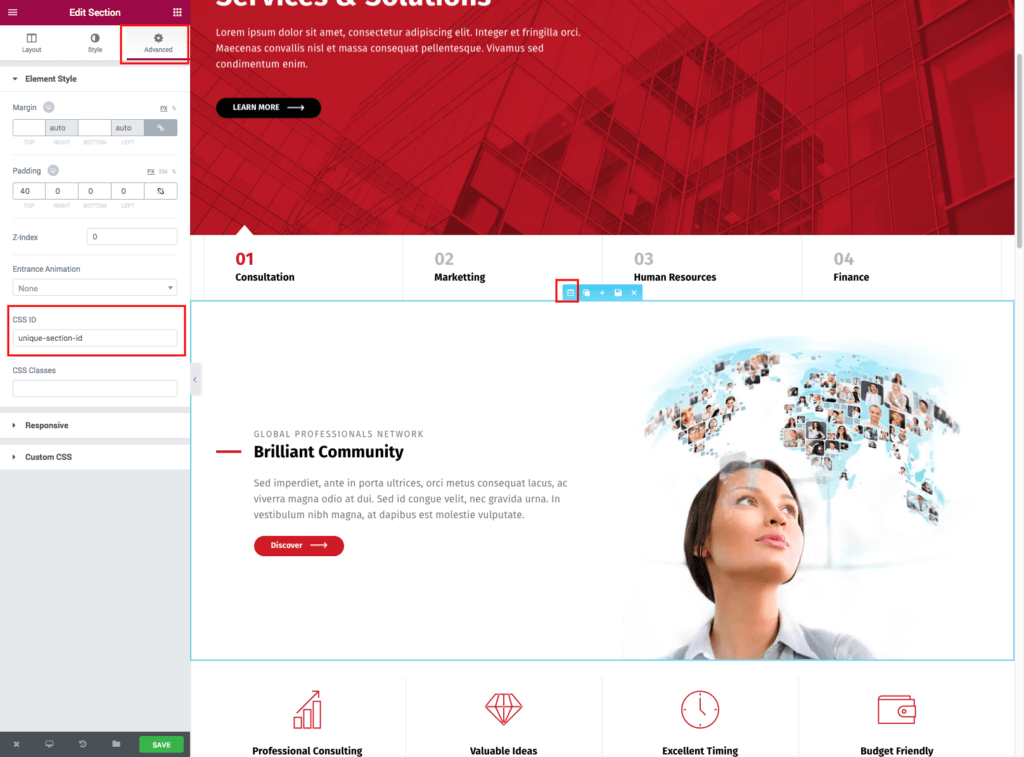 Edit Section
Layout
Style
Advanced
Element Style
Margin
PX %
auto auto
TOP RIGHT BOTTOM LEFT
Padding
PX EM %
40 0 0 0
TOP RIGHT BOTTOM LEFT
Z-Index
0
Entrance Animation
None
CSS ID
unique-section-id
CSS Classes
Responsive
Custom CSS
SAVE
Services & Solutions
Lorem ipsum dolor sit amet, consectetur adipiscing elit. Integer et fringilla orci.
Maecenas convallis nisl et massa consequat pellentesque. Vivamus sed
condimentum enim.
LEARN MORE
01
Consultation
02
Marketting
03
Human Resources
04
Finance
GLOBAL PROFESSIONALS NETWORK
Brilliant Community
Sed imperdiet, ante in porta ultrices, orci metus consequat lacus, ac
viverra magna odio at dui. Sed id congue velit, nec gravida urna. In
vestibulum nibh magna, at dapibus est molestie vulputate.
Discover
Professional Consulting
Valuable Ideas
Excellent Timing
Budget Friendly